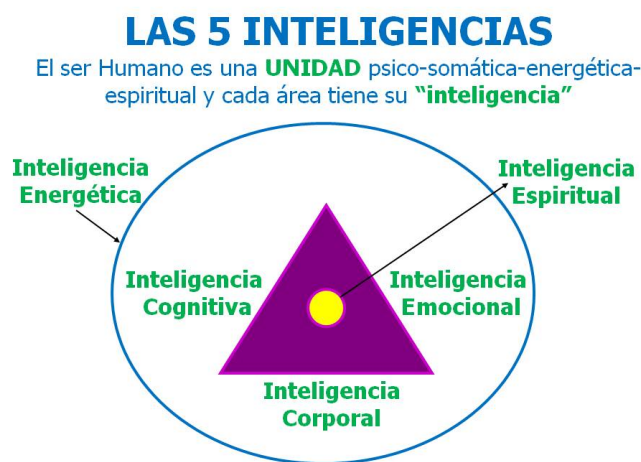 LAS 5 INTELIGENCIAS
El ser Humano es una UNIDAD psico-somática-energética-
espiritual y cada área tiene su “inteligencia”
Inteligencia
Energética
Inteligencia
Espiritual
Inteligencia
Cognitiva
Inteligencia
Emocional
Inteligencia
Corporal